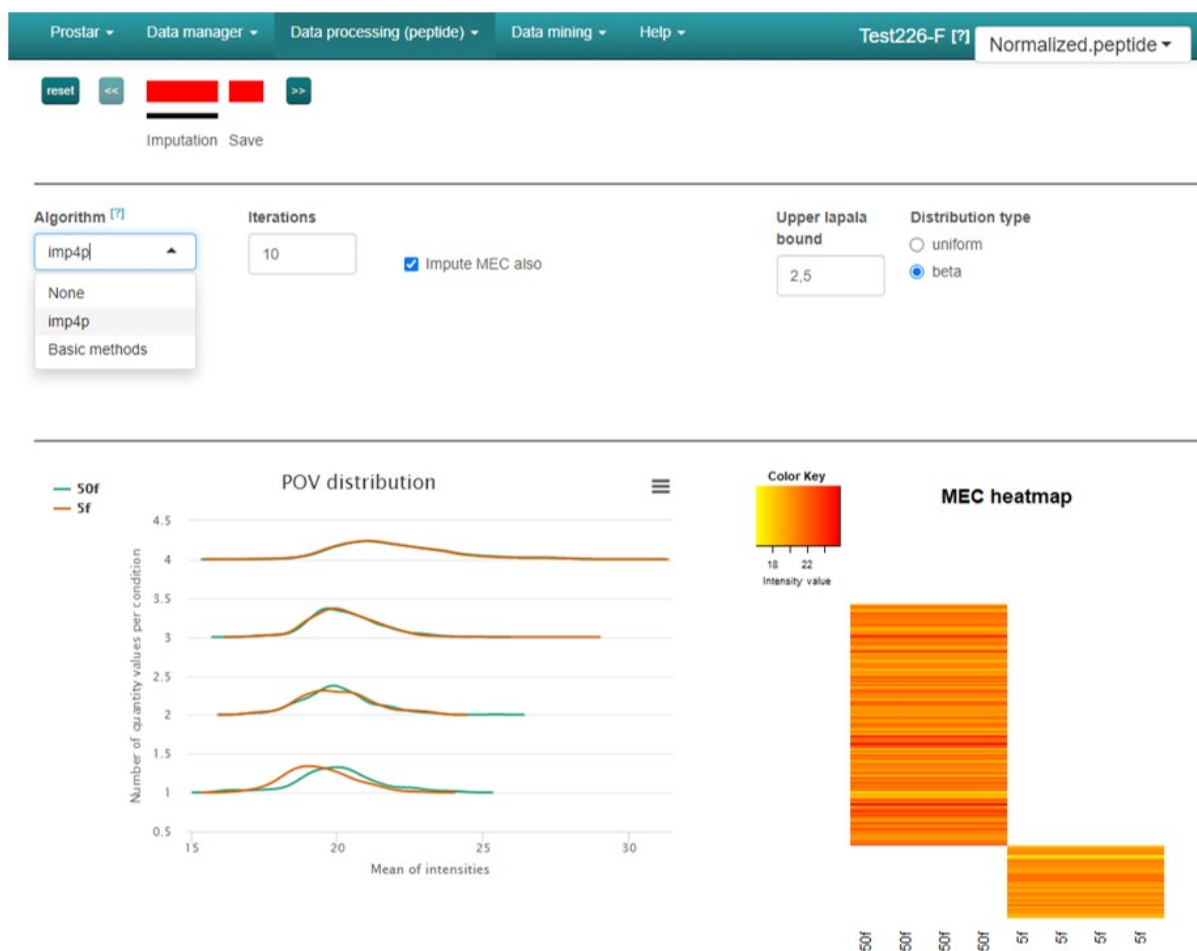 Prostar Data manager Data processing (peptide) Data mining Help Test226-F [?] Normalized.peptide
reset << >>
Imputation Save
Algorithm [?] Iterations Upper lapala bound Distribution type
imp4p 10 Impute MEC also 2,5 uniform
beta
None
imp4p
Basic methods
50f
5f
POV distribution
Number of quantity values per condition
4.5
4
3.5
3
2.5
2
1.5
1
0.5
15 20 25 30
Mean of intensities
Color Key
18 22
Intensity value
MEC heatmap
50f 50f 50f 50f 5f 5f 5f 5f